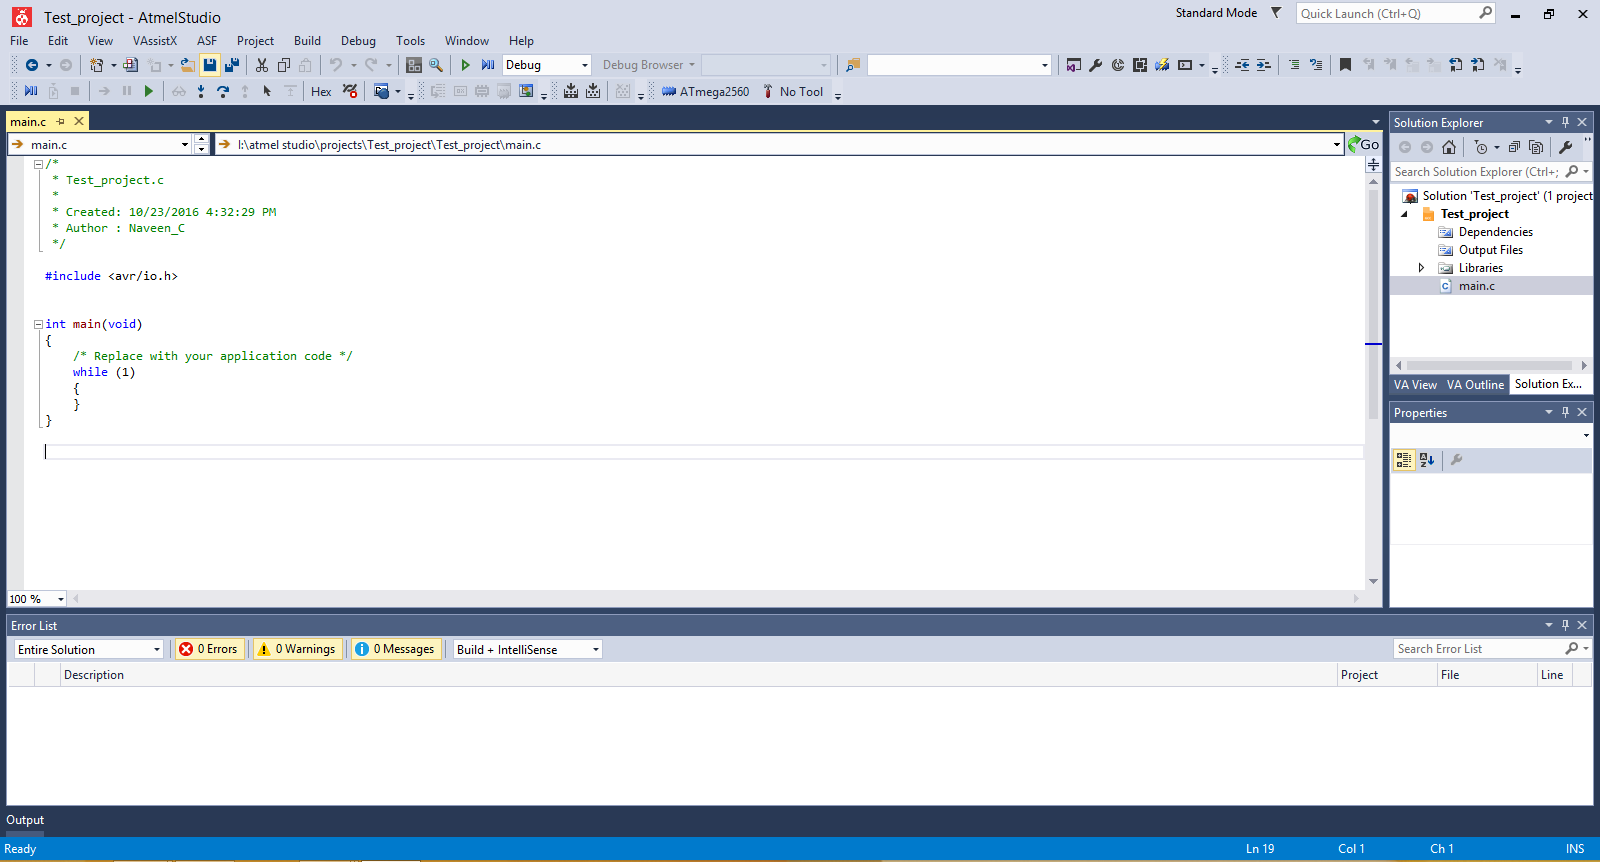 Test_project - AtmelStudio
Standard Mode
Quick Launch (Ctrl+Q)
File Edit View VAssistX ASF Project Build Debug Tools Window Help
Debug Debug Browser
Hex ATmega2560 No Tool
main.c
main.c I:\atmel studio\projects\Test_project\Test_project\main.c Go
/*
* Test_project.c
*
* Created: 10/23/2016 4:32:29 PM
* Author : Naveen_C
*/
#include <avr/io.h>
int main(void)
{
/* Replace with your application code */
while (1)
{
}
}
100 %
Solution Explorer
Search Solution Explorer (Ctrl+;
Solution 'Test_project' (1 project
Test_project
Dependencies
Output Files
Libraries
main.c
VA View VA Outline Solution Ex...
Properties
Error List
Entire Solution 0 Errors 0 Warnings 0 Messages Build + IntelliSense Search Error List
Description Project File Line
Output
Ready Ln 19 Col 1 Ch 1 INS